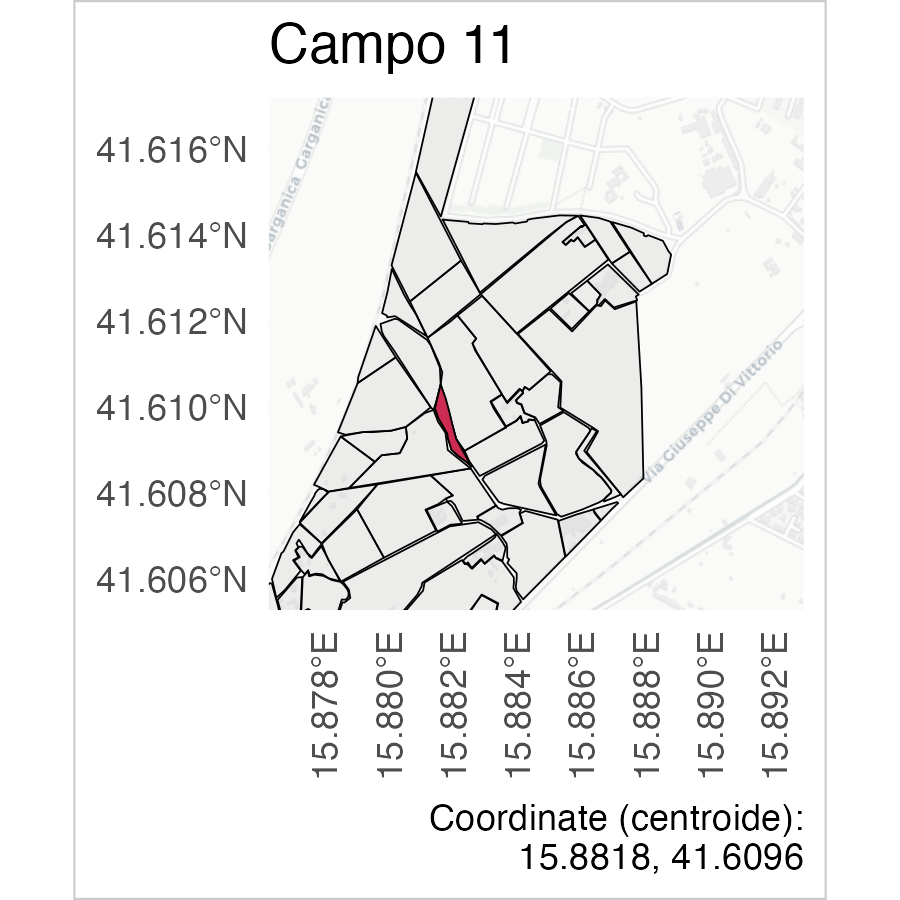 Campo 11
41.616°N
41.614°N
41.612°N
41.610°N
41.608°N
41.606°N
Garganica Garganica
Via Giuseppe Di Vittorio
15.878°E
15.880°E
15.882°E
15.884°E
15.886°E
15.888°E
15.890°E
15.892°E
Coordinate (centroide):
15.8818, 41.6096